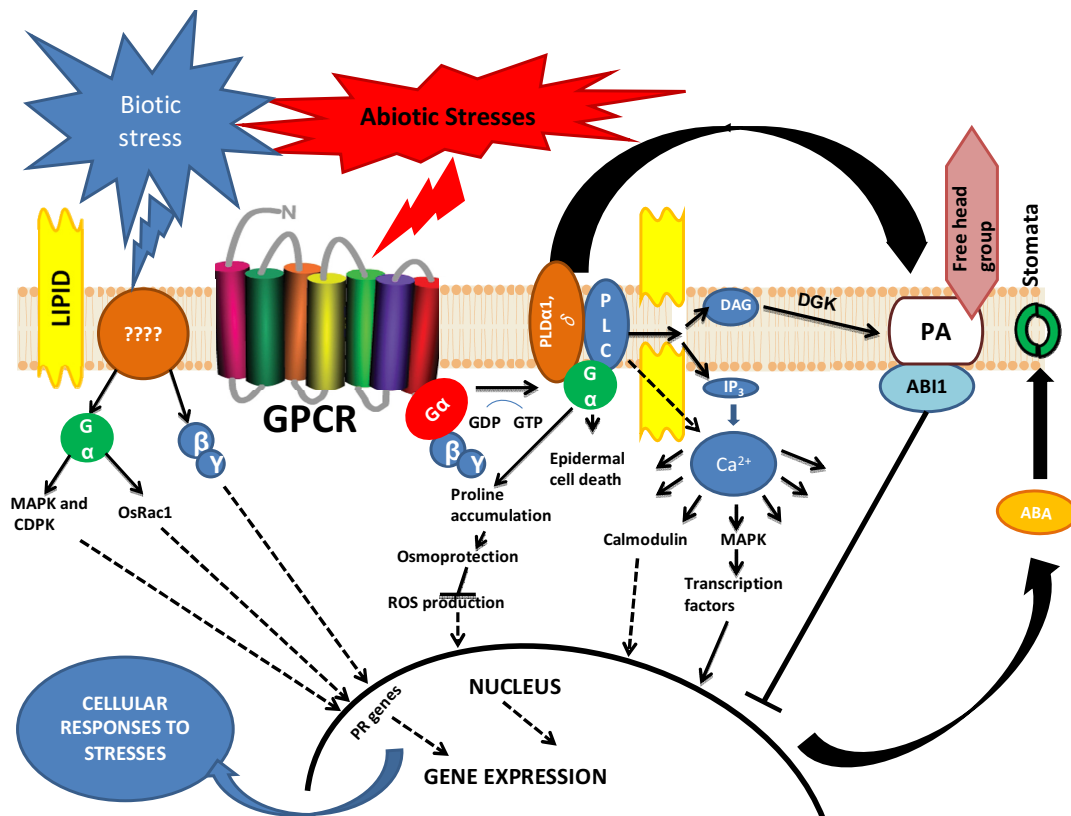 Biotic
stress
Abiotic Stresses
N
LIPID
????
GPCR
Gα
β
γ
GDP
GTP
PLDα1,
δ
P
L
C
G
α
DAG
DGK
IP3
Ca2+
PA
ABI1
Free head
group
Stomata
ABA
G
α
β
γ
MAPK and
CDPK
OsRac1
Epidermal
cell death
Proline
accumulation
Osmoprotection
ROS production
Calmodulin
MAPK
Transcription
factors
NUCLEUS
PR genes
GENE EXPRESSION
CELLULAR
RESPONSES TO
STRESSES